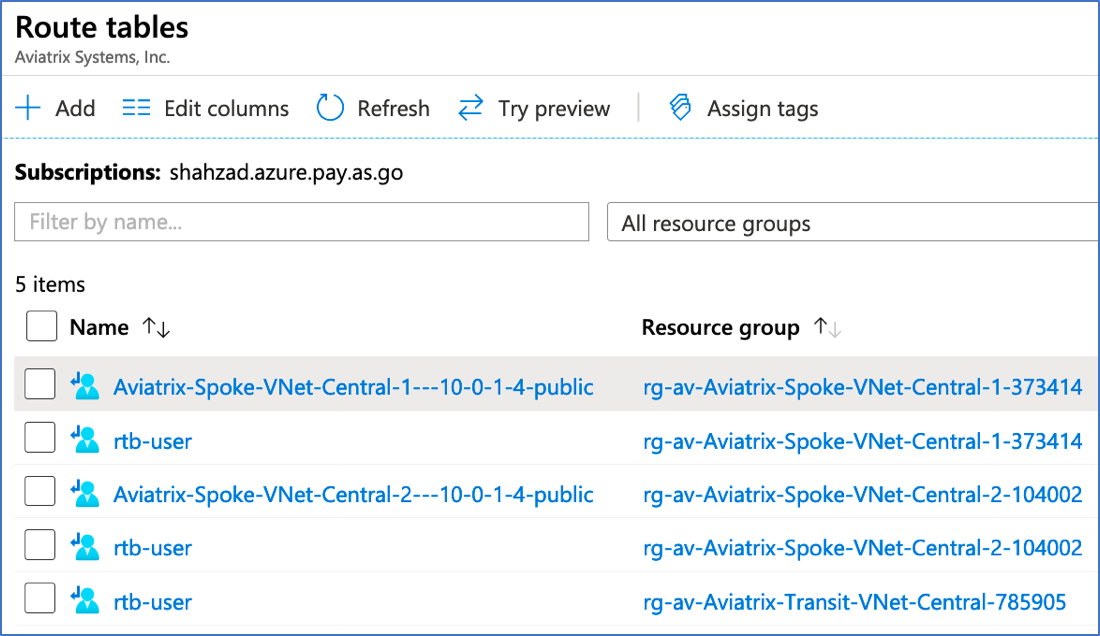 Route tables
Aviatrix Systems, Inc.
Add Edit columns Refresh Try preview Assign tags
Subscriptions: shahzad.azure.pay.as.go
Filter by name... All resource groups
5 items
Name Resource group
Aviatrix-Spoke-VNet-Central-1---10-0-1-4-public rg-av-Aviatrix-Spoke-VNet-Central-1-373414
rtb-user rg-av-Aviatrix-Spoke-VNet-Central-1-373414
Aviatrix-Spoke-VNet-Central-2---10-0-1-4-public rg-av-Aviatrix-Spoke-VNet-Central-2-104002
rtb-user rg-av-Aviatrix-Spoke-VNet-Central-2-104002
rtb-user rg-av-Aviatrix-Transit-VNet-Central-785905